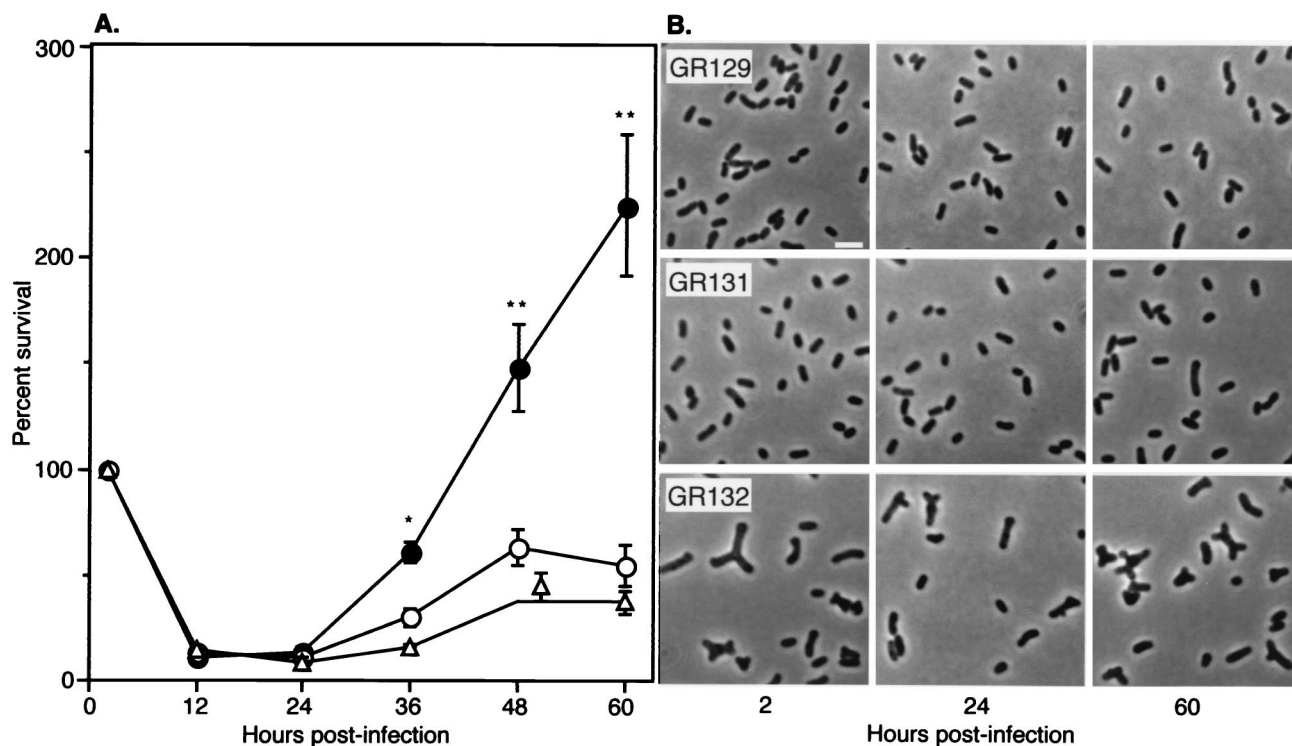 A.
300
200
100
0
Percent survival
*
**
**
0 12 24 36 48 60
Hours post-infection
B.
GR129
GR131
GR132
2 24 60
Hours post-infection